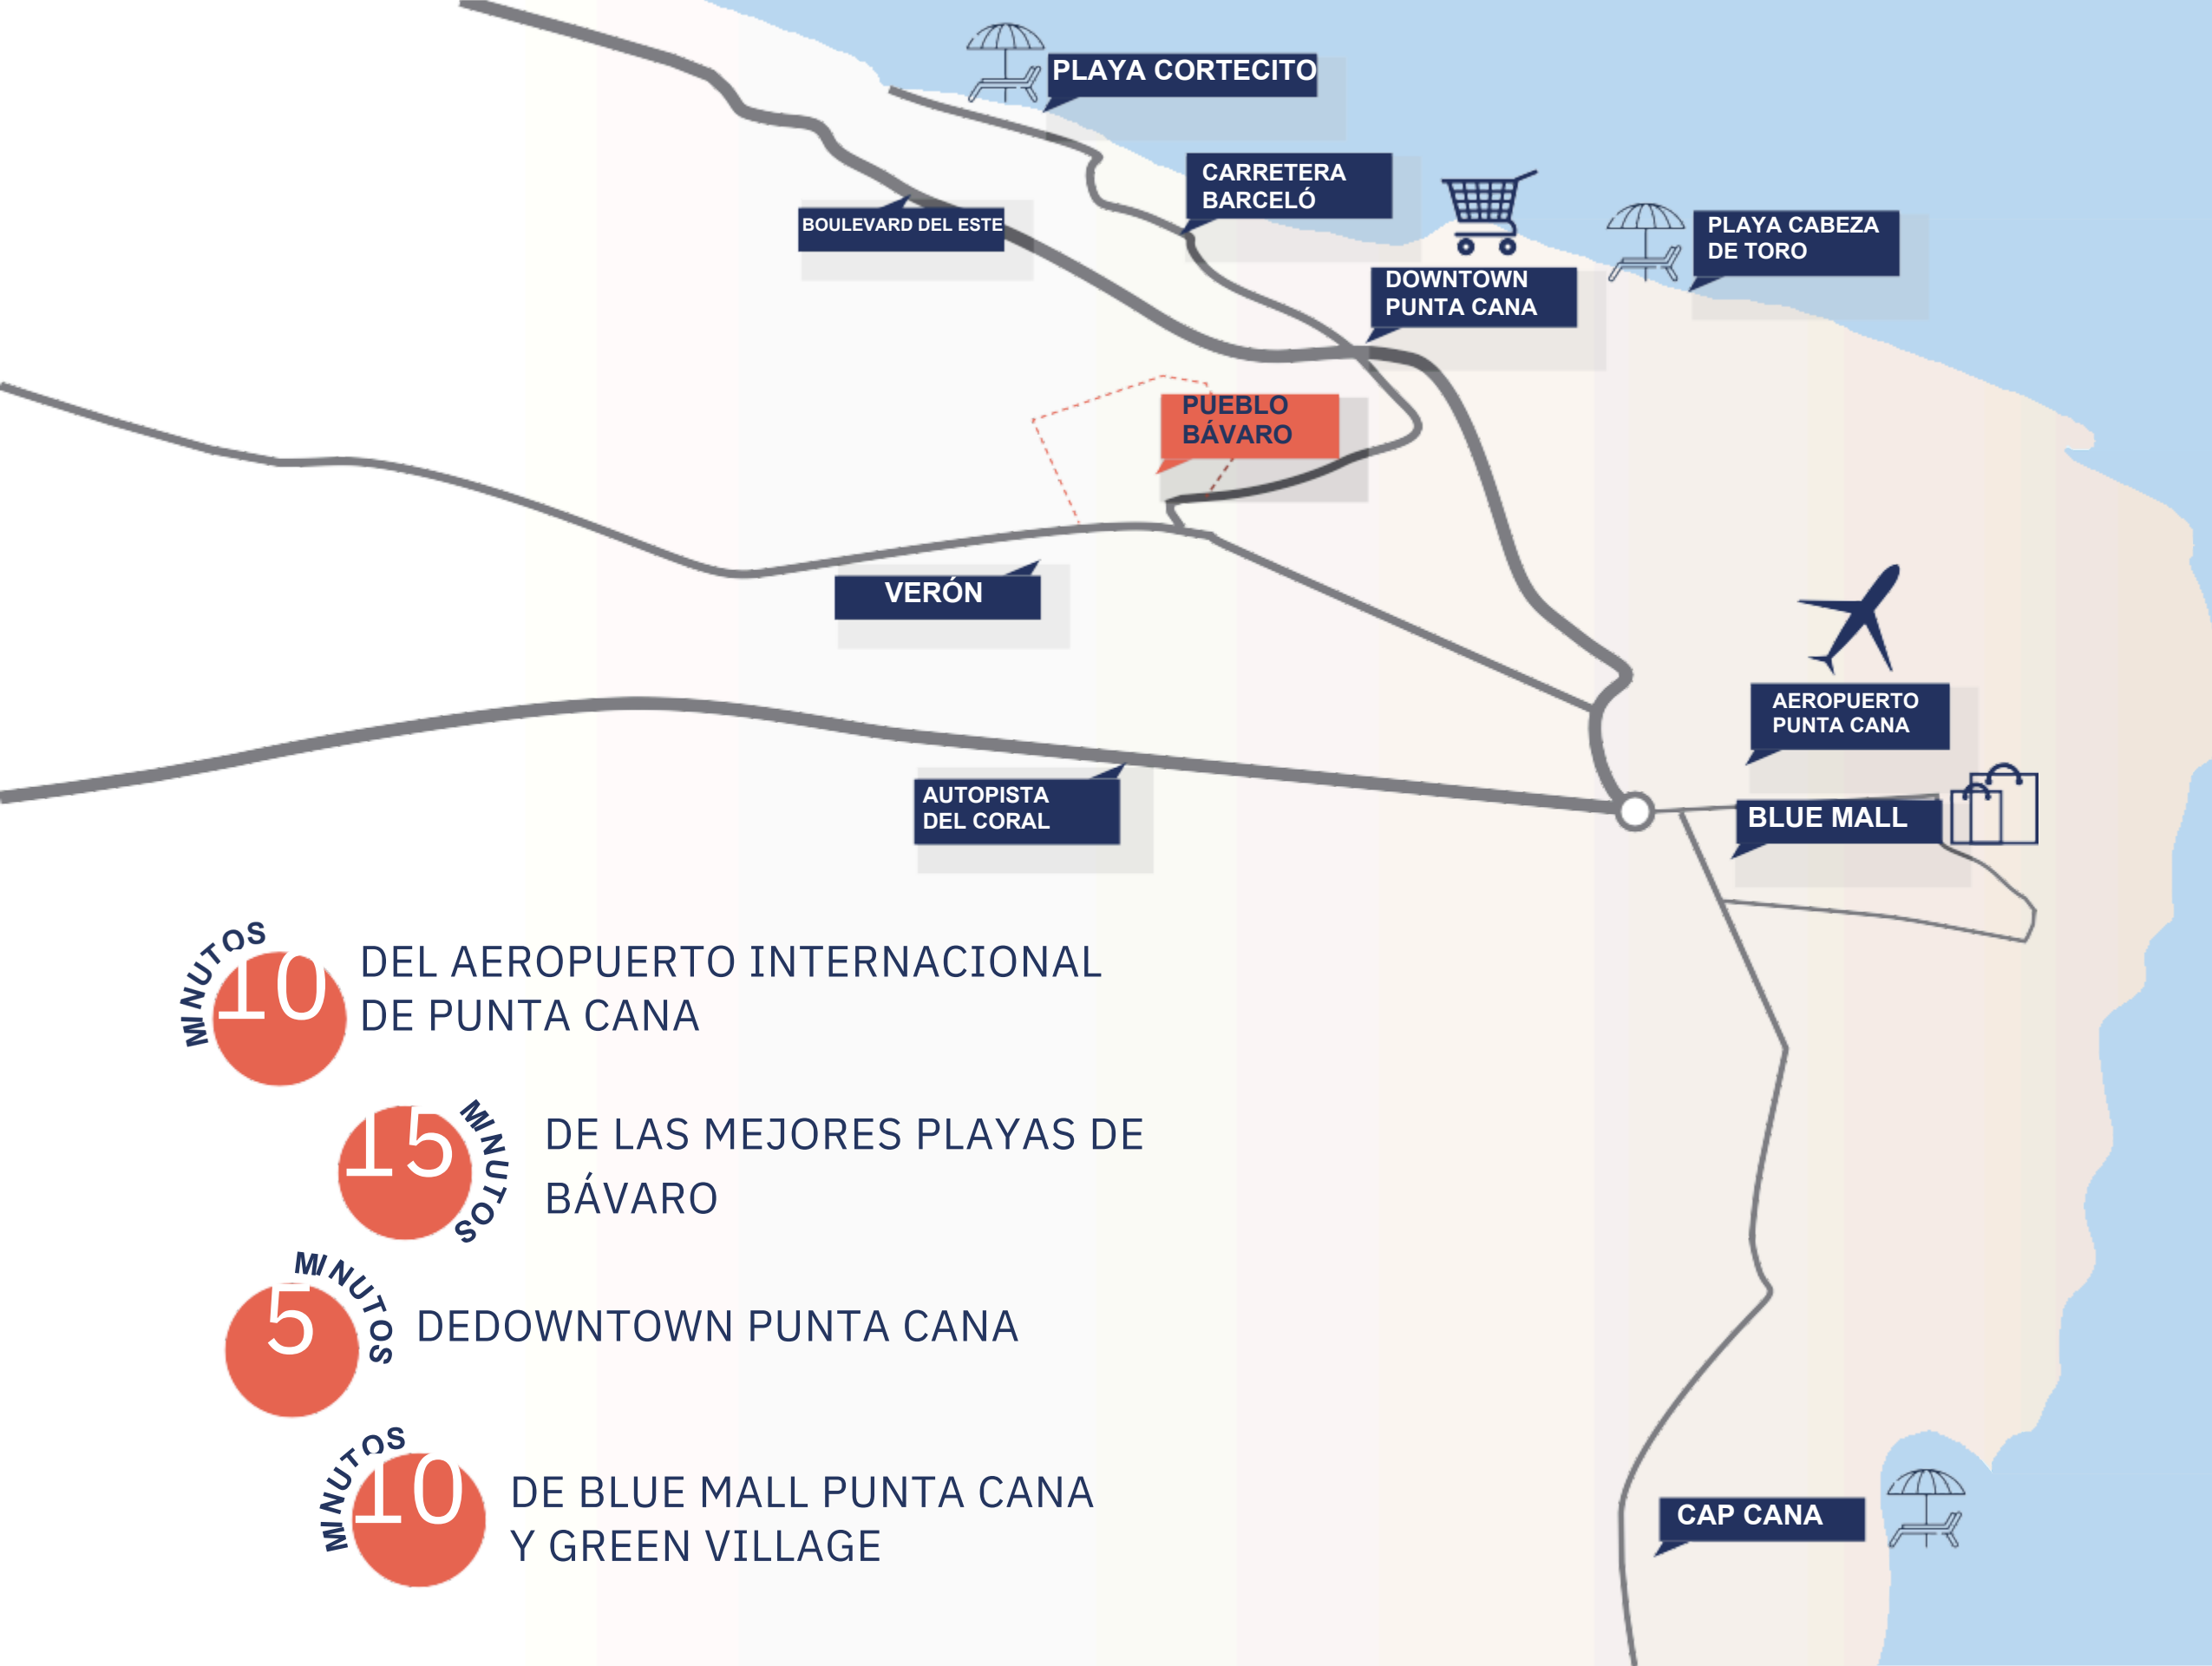 PLAYA CORTECITO
CARRETERA
BARCELÓ
BOULEVARD DEL ESTE
PLAYA CABEZA
DE TORO
DOWNTOWN
PUNTA CANA
PUEBLO
BÁVARO
VERÓN
AEROPUERTO
PUNTA CANA
AUTOPISTA
DEL CORAL
BLUE MALL
MINUTOS
10
DEL AEROPUERTO INTERNACIONAL
DE PUNTA CANA
15
MINUTOS
DE LAS MEJORES PLAYAS DE
BÁVARO
MINUTOS
5
DEDOWNTOWN PUNTA CANA
MINUTOS
10
DE BLUE MALL PUNTA CANA
Y GREEN VILLAGE
CAP CANA